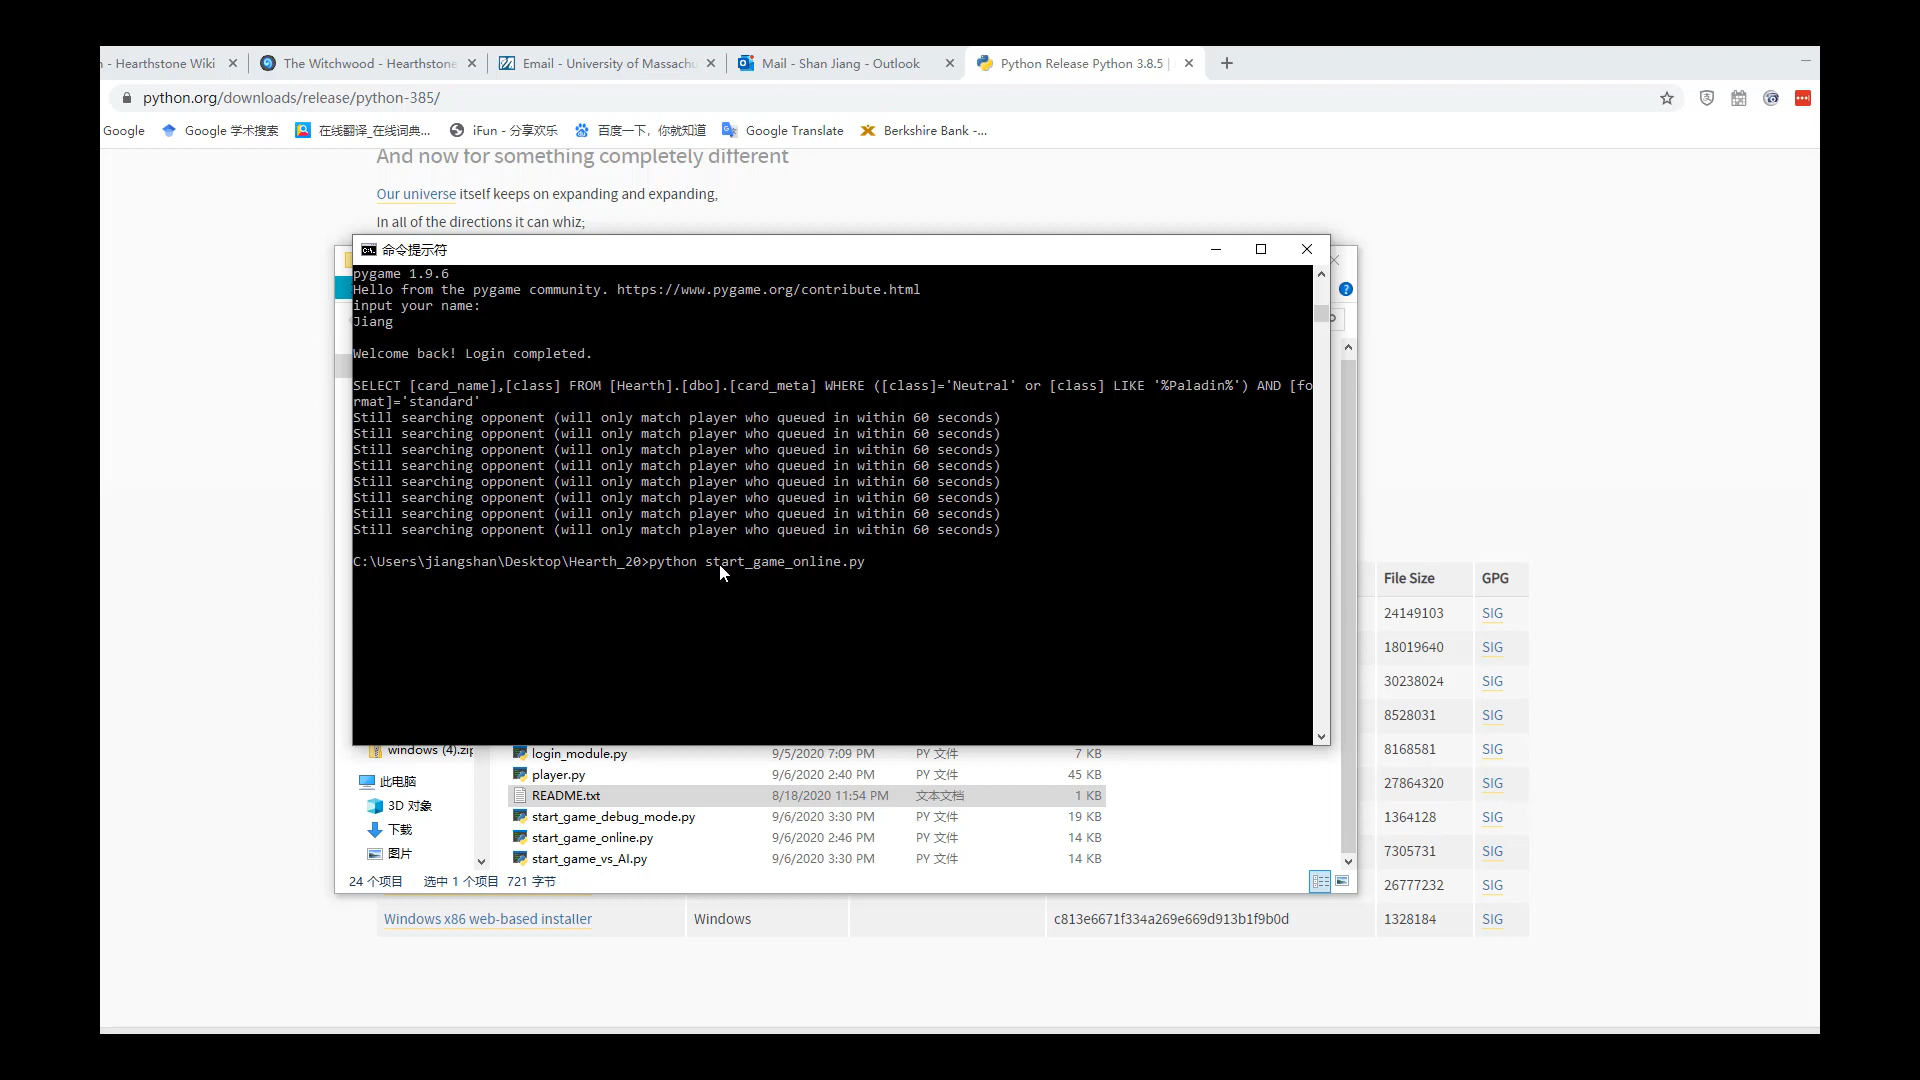 n - Hearthstone Wiki
The Witchwood - Hearthstone
Email - University of Massachu
Mail - Shan Jiang - Outlook
Python Release Python 3.8.5 |
python.org/downloads/release/python-385/
Google
Google 学术搜索
在线翻译_在线词典...
iFun - 分享欢乐
百度一下，你就知道
Google Translate
Berkshire Bank -...
And now for something completely different
Our universe itself keeps on expanding and expanding,
In all of the directions it can whiz;
命令提示符
pygame 1.9.6
Hello from the pygame community. https://www.pygame.org/contribute.html
input your name:
Jiang
Welcome back! Login completed.
SELECT [card_name],[class] FROM [Hearth].[dbo].[card_meta] WHERE ([class]='Neutral' or [class] LIKE '%Paladin%') AND [fo
rmat]='standard'
Still searching opponent (will only match player who queued in within 60 seconds)
Still searching opponent (will only match player who queued in within 60 seconds)
Still searching opponent (will only match player who queued in within 60 seconds)
Still searching opponent (will only match player who queued in within 60 seconds)
Still searching opponent (will only match player who queued in within 60 seconds)
Still searching opponent (will only match player who queued in within 60 seconds)
Still searching opponent (will only match player who queued in within 60 seconds)
Still searching opponent (will only match player who queued in within 60 seconds)
C:\Users\jiangshan\Desktop\Hearth_20>python start_game_online.py
File Size GPG
24149103 SIG
18019640 SIG
30238024 SIG
8528031 SIG
8168581 SIG
27864320 SIG
1364128 SIG
7305731 SIG
26777232 SIG
windows (4).zip
此电脑
3D 对象
下载
图片
login_module.py 9/5/2020 7:09 PM PY 文件 7 KB
player.py 9/6/2020 2:40 PM PY 文件 45 KB
README.txt 8/18/2020 11:54 PM 文本文档 1 KB
start_game_debug_mode.py 9/6/2020 3:30 PM PY 文件 19 KB
start_game_online.py 9/6/2020 2:46 PM PY 文件 14 KB
start_game_vs_AI.py 9/6/2020 3:30 PM PY 文件 14 KB
24 个项目 选中 1 个项目 721 字节
Windows x86 web-based installer Windows c813e6671f334a269e669d913b1f9b0d 1328184 SIG